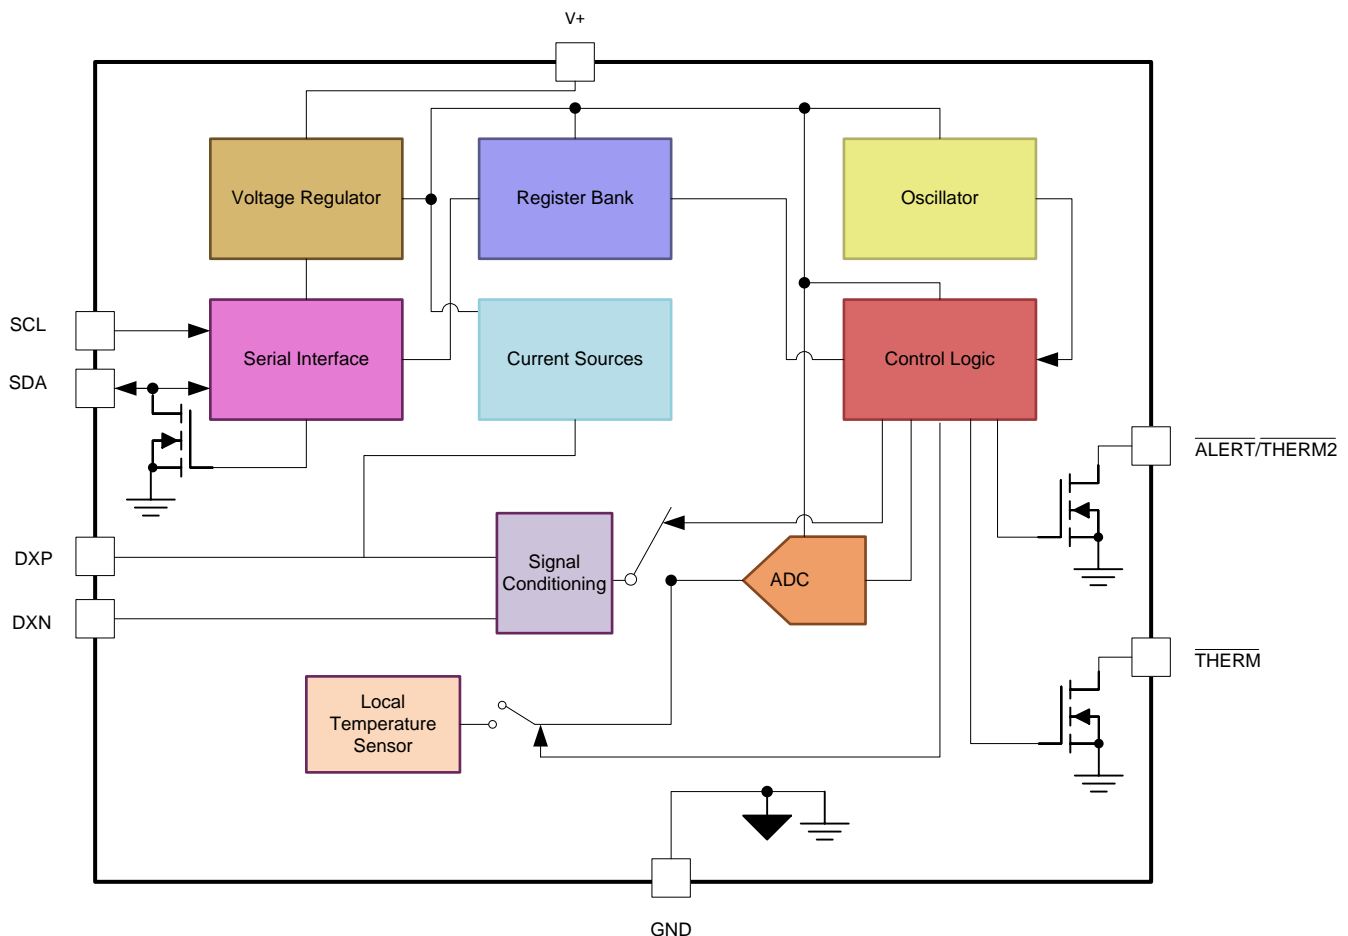 V+
Voltage Regulator
Register Bank
Oscillator
SCL
Serial Interface
Current Sources
Control Logic
SDA
ALERT/THERM2
DXP
Signal
Conditioning
ADC
DXN
THERM
Local
Temperature
Sensor
GND